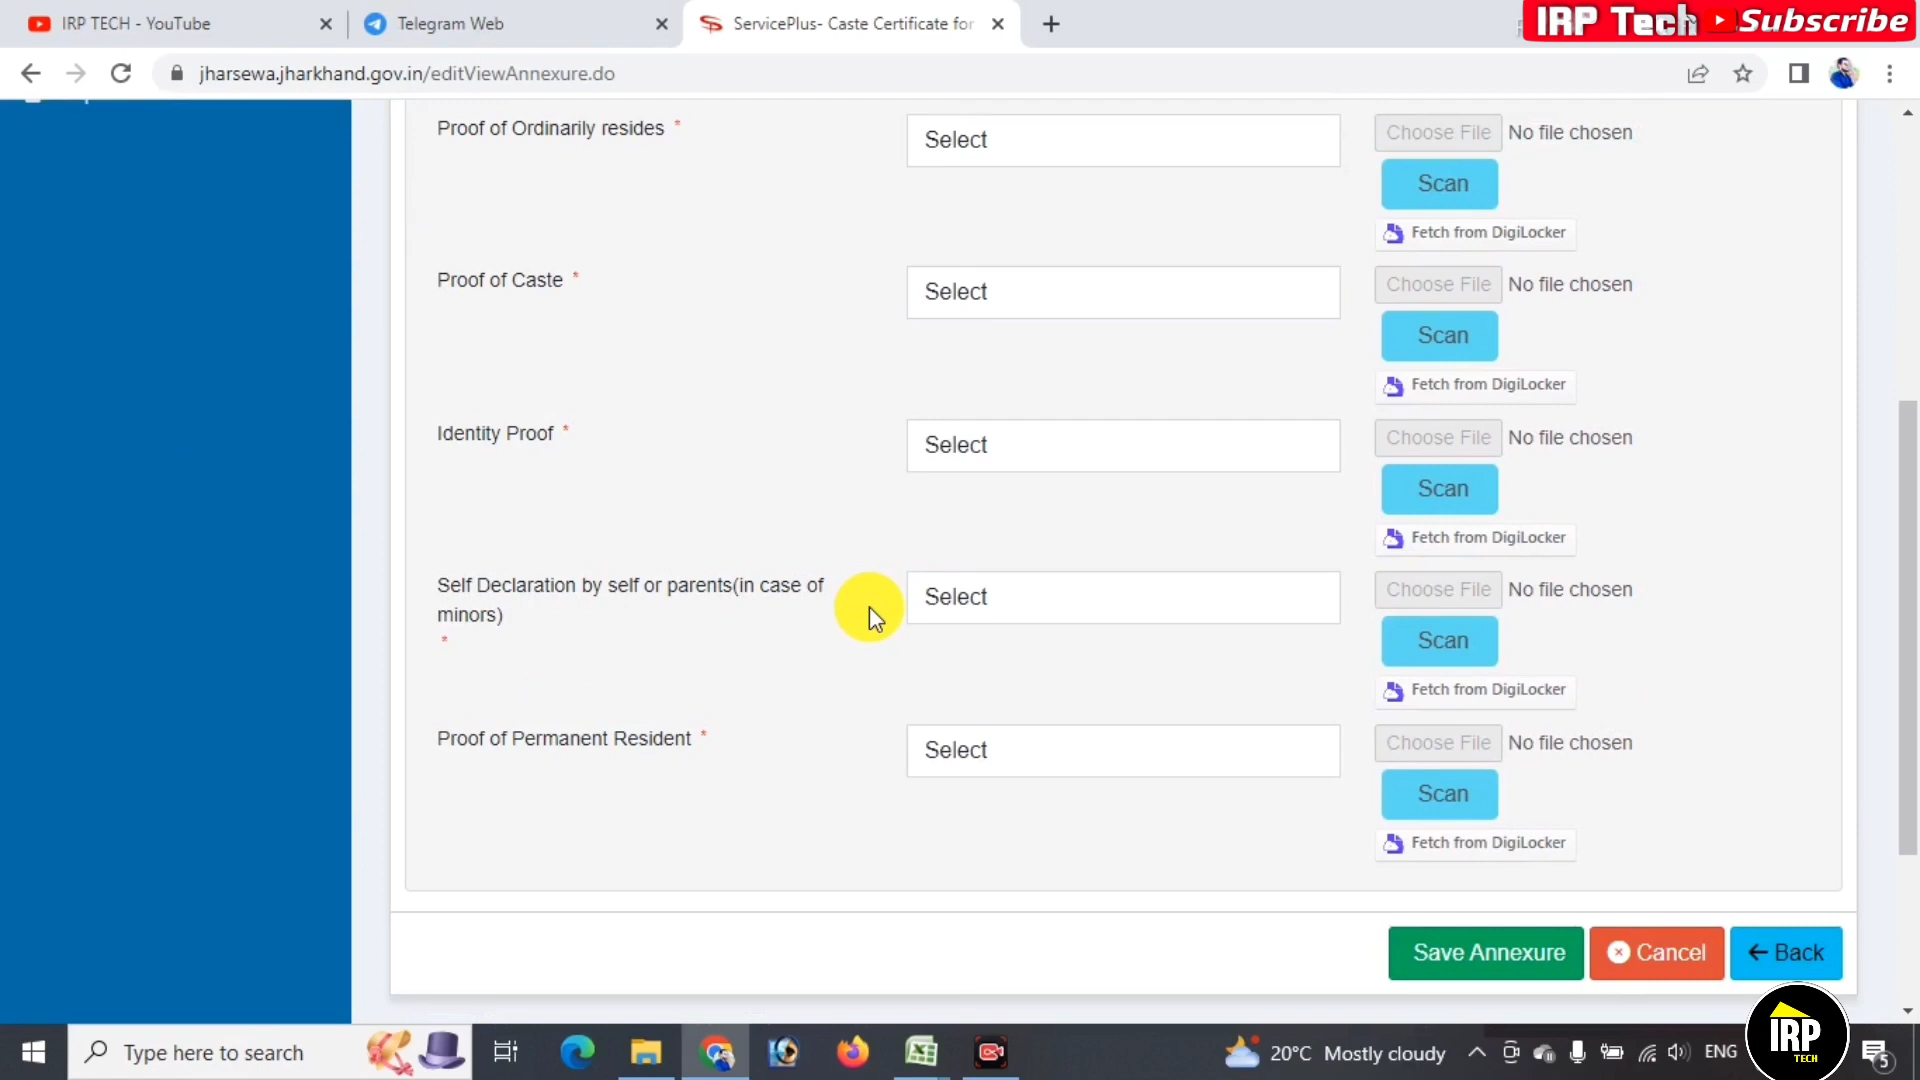 IRP TECH - YouTube
Telegram Web
ServicePlus- Caste Certificate for
IRP Tech Subscribe
jharsewa.jharkhand.gov.in/editViewAnnexure.do
Proof of Ordinarily resides *
Select
Choose File No file chosen
Scan
Fetch from DigiLocker
Proof of Caste *
Select
Choose File No file chosen
Scan
Fetch from DigiLocker
Identity Proof *
Select
Choose File No file chosen
Scan
Fetch from DigiLocker
Self Declaration by self or parents(in case of
minors)
*
Select
Choose File No file chosen
Scan
Fetch from DigiLocker
Proof of Permanent Resident *
Select
Choose File No file chosen
Scan
Fetch from DigiLocker
Save Annexure
Cancel
Back
Type here to search
20°C Mostly cloudy
ENG
IRP
TECH
5